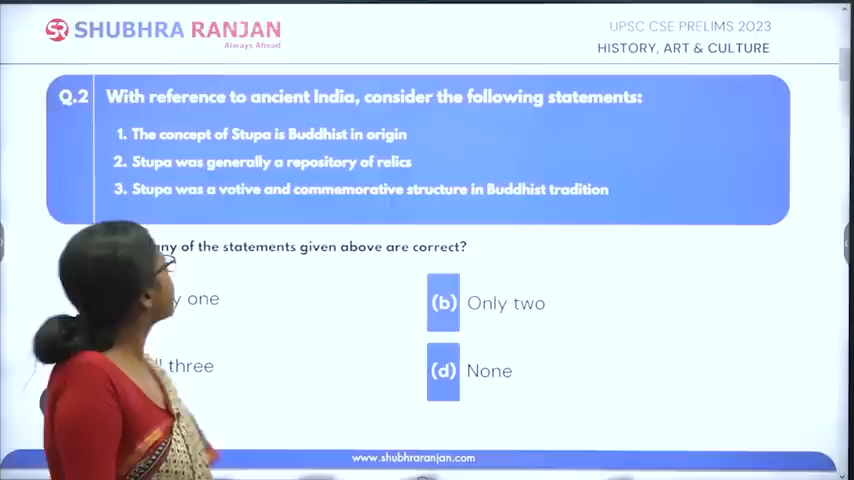 SR SHUBHRA RANJAN
Always Ahead
UPSC CSE PRELIMS 2023
HISTORY, ART & CULTURE
Q.2 With reference to ancient India, consider the following statements:
1. The concept of Stupa is Buddhist in origin
2. Stupa was generally a repository of relics
3. Stupa was a votive and commemorative structure in Buddhist tradition
of the statements given above are correct?
one
(b) Only two
three
(d) None
www.shubhraranjan.com